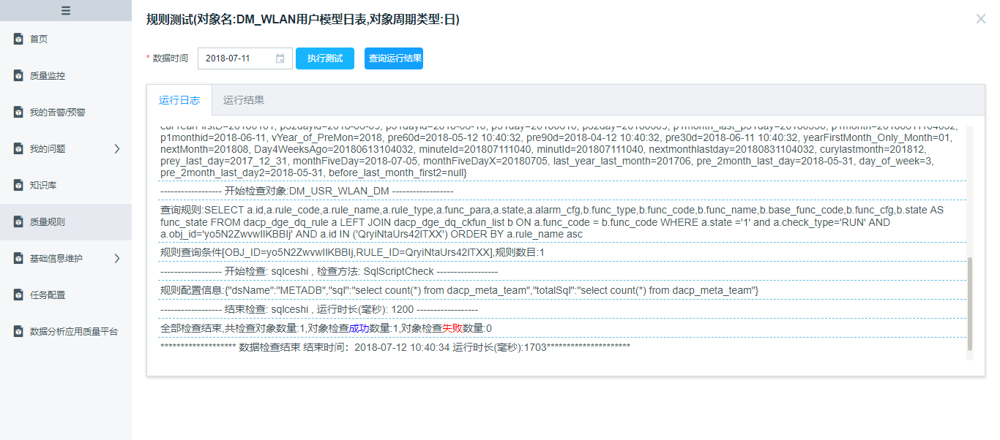 规则测试(对象名:DM_WLAN用户模型日表,对象周期类型:日)
首页
质量监控
我的告警/预警
我的问题
知识库
质量规则
基础信息维护
任务配置
数据分析应用质量平台
* 数据时间 2018-07-11 执行测试 查询运行结果
运行日志 运行结果
p1monthid=2018-06-11, vYear_of_PreMon=2018, pre60d=2018-05-12 10:40:32, pre90d=2018-04-12 10:40:32, pre30d=2018-06-11 10:40:32, yearFirstMonth_Only_Month=01,
nextMonth=201808, Day4WeeksAgo=20180613104032, minuteId=201807111040, minutId=201807111040, nextmonthlastday=20180831104032, curylastmonth=201812,
prey_last_day=2017_12_31, monthFiveDay=2018-07-05, monthFiveDayX=20180705, last_year_last_month=201706, pre_2month_last_day=2018-05-31, day_of_week=3,
pre_2month_last_day2=2018-05-31, before_last_month_first2=null}
------------------ 开始检查对象:DM_USR_WLAN_DM ------------------
查询规则:SELECT a.id,a.rule_code,a.rule_name,a.rule_type,a.func_para,a.state,a.alarm_cfg,b.func_type,b.func_code,b.func_name,b.base_func_code,b.func_cfg,b.state AS
func_state FROM dacp_dge_dq_rule a LEFT JOIN dacp_dge_dq_ckfun_list b ON a.func_code = b.func_code WHERE a.state ='1' and a.check_type='RUN' AND
a.obj_id='yo5N2ZwvwIIKBBIj' AND a.id IN ('QryiNtaUrs42ITXX') ORDER BY a.rule_name asc
规则查询条件[OBJ_ID=yo5N2ZwvwIIKBBIj,RULE_ID=QryiNtaUrs42ITXX],规则数目:1
------------------ 开始检查: sqlceshi , 检查方法: SqlScriptCheck ------------------
规则配置信息:{"dsName":"METADB","sql":"select count(*) from dacp_meta_team","totalSql":"select count(*) from dacp_meta_team"}
------------------ 结束检查: sqlceshi , 运行时长(毫秒): 1200 ------------------
全部检查结束,共检查对象数量:1,对象检查成功数量:1,对象检查失败数量:0
******************* 数据检查结束 结束时间：2018-07-12 10:40:34 运行时长(毫秒):1703*********************